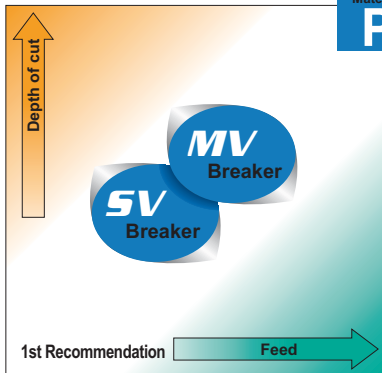 P
Depth of cut
MV
Breaker
SV
Breaker
1st Recommendation
Feed